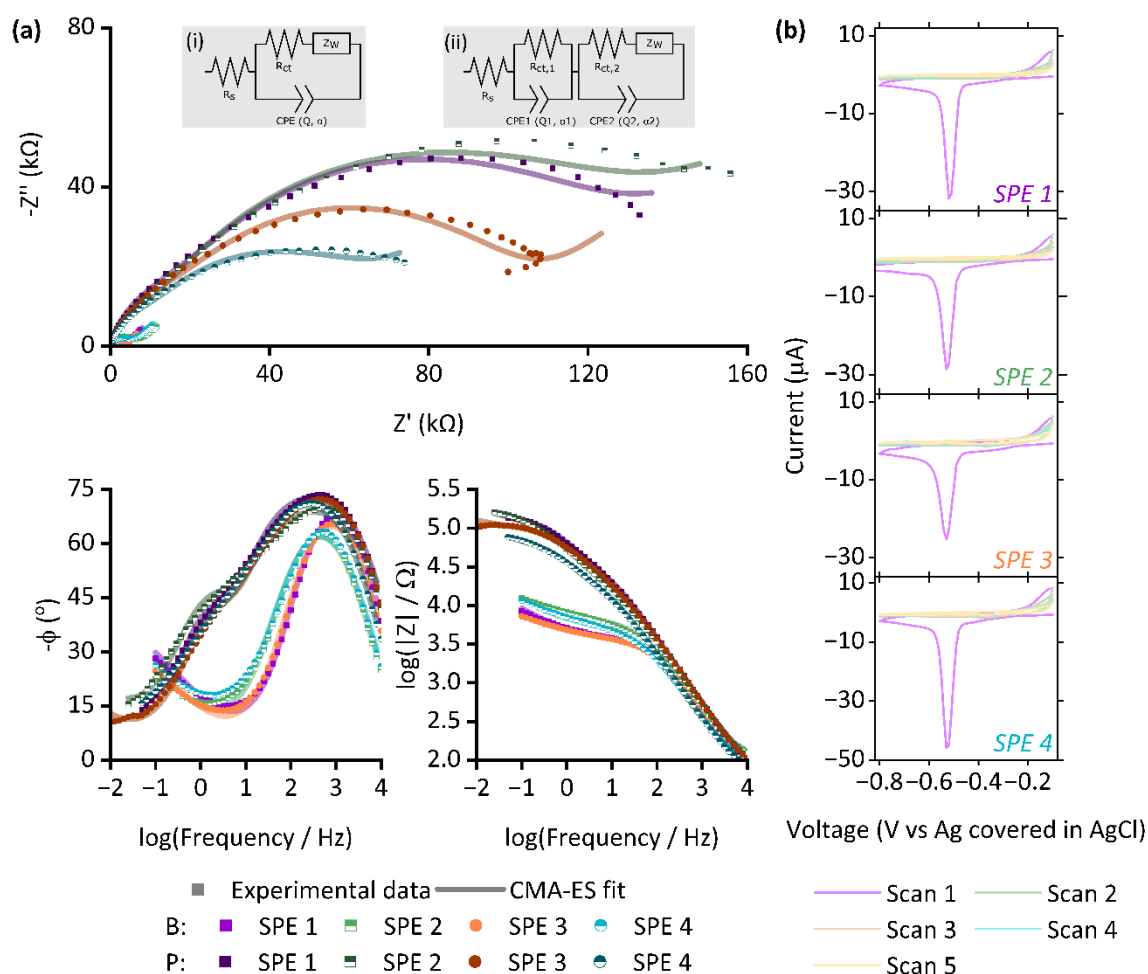 (a)
80
40
0
-Z'' (kΩ)
0 40 80 120 160
Z' (kΩ)
(i)
Rs
Rct
Zw
CPE (Q, α)
(ii)
Rs
Rct,1
Rct,2
Zw
CPE1 (Q1, α1) CPE2 (Q2, α2)
75
60
45
30
15
0
-ϕ (°)
−2 −1 0 1 2 3 4
log(Frequency / Hz)
5.5
5.0
4.5
4.0
3.5
3.0
2.5
2.0
log(|Z| / Ω)
−2 −1 0 1 2 3 4
log(Frequency / Hz)
Experimental data CMA-ES fit
B: SPE 1 SPE 2 SPE 3 SPE 4
P: SPE 1 SPE 2 SPE 3 SPE 4
(b)
Current (µA)
10
−10
−30
SPE 1
10
−10
−30
SPE 2
10
−10
−30
SPE 3
10
−10
−30
−50
SPE 4
−0.8 −0.6 −0.4 −0.2
Voltage (V vs Ag covered in AgCl)
Scan 1 Scan 2
Scan 3 Scan 4
Scan 5